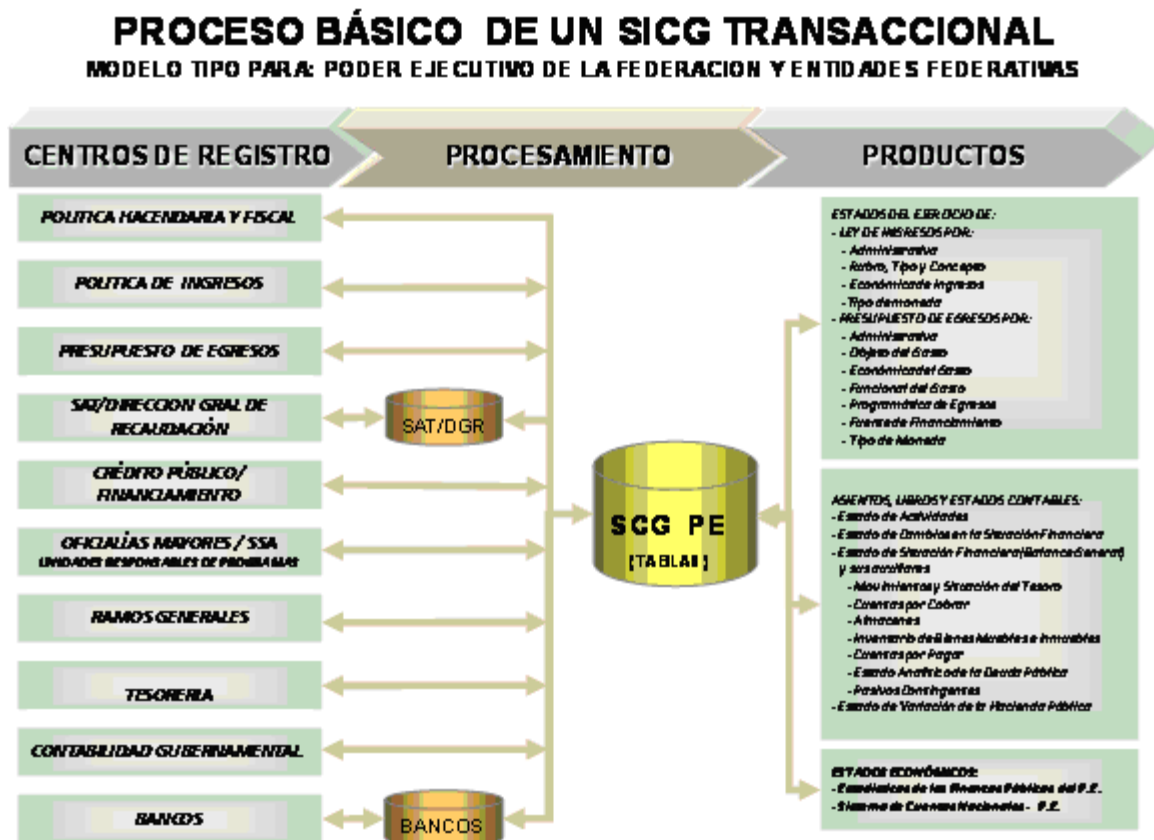 PROCESO BÁSICO DE UN SICG TRANSACCIONAL
MODELO TIPO PARA: PODER EJECUTIVO DE LA FEDERACION Y ENTIDADES FEDERATIVAS
CENTROS DE REGISTRO
PROCESAMIENTO
PRODUCTOS
POLITICA HACENDARIA Y FISCAL
POLITICA DE INGRESOS
PRESUPUESTO DE EGRESOS
SAT/DIRECCION GRAL DE
RECAUDACIÓN
CRÉDITO PÚBLICO/
FINANCIAMIENTO
OFICIALÍAS MAYORES / SSA
UNIDADES RESPONSABLES DE PROGRAMAS
RAMOS GENERALES
TESORERIA
CONTABILIDAD GUBERNAMENTAL
BANCOS
SAT/DGR
BANCOS
SCG PE
(TABLAS)
ESTADOS DEL EJERCICIO DE:
- LEY DE INGRESOS POR:
- Administrativa
- Rubro, Tipo y Concepto
- Económica de Ingresos
- Tipo de moneda
- PRESUPUESTO DE EGRESOS POR:
- Administrativa
- Objeto del Gasto
- Económica del Gasto
- Funcional del Gasto
- Programática de Egresos
- Fuente de Financiamiento
- Tipo de Moneda
ASIENTOS, LIBROS Y ESTADOS CONTABLES:
- Estado de Actividades
- Estado de Cambios en la Situación Financiera
- Estado de Situación Financiera (Balance General)
y sus auxiliares
- Movimientos y Situación del Tesoro
- Cuentas por Cobrar
- Almacenes
- Inventario de Bienes Muebles e Inmuebles
- Cuentas por Pagar
- Estado Analítico de la Deuda Pública
- Pasivos Contingentes
- Estado de Variación de la Hacienda Pública
ESTADOS ECONÓMICOS:
- Estadísticas de las Finanzas Públicas del P.E.
- Sistema de Cuentas Nacionales - P.E.